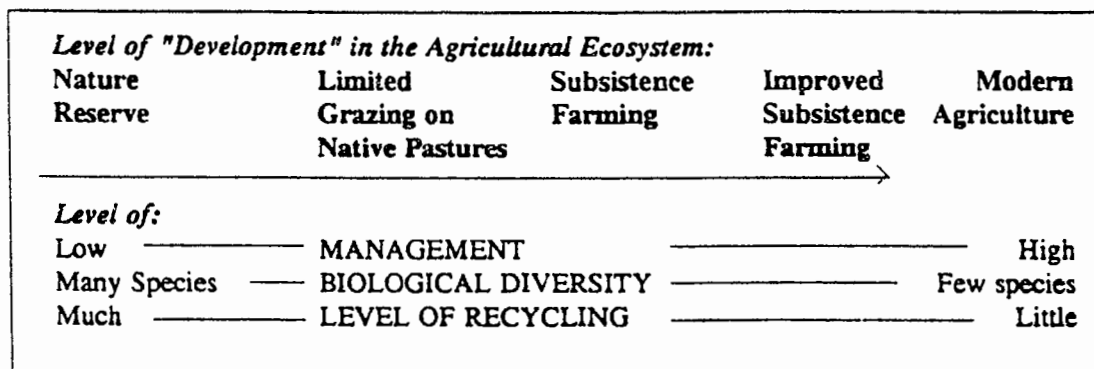 Level of "Development" in the Agricultural Ecosystem:
Nature Limited Subsistence Improved Modern
Reserve Grazing on Farming Subsistence Agriculture
Native Pastures Farming
Level of:
Low MANAGEMENT High
Many Species BIOLOGICAL DIVERSITY Few species
Much LEVEL OF RECYCLING Little